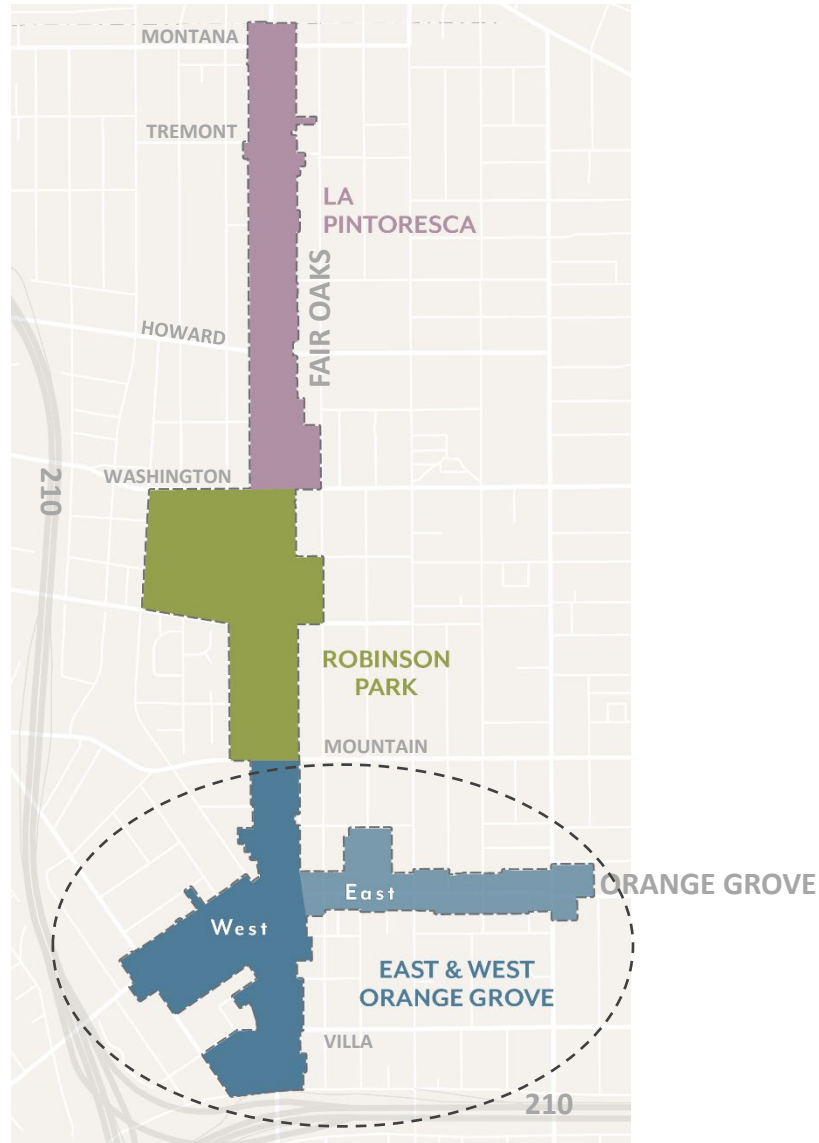 MONTANA
TREMONT
LA
PINTORESCA
FAIR OAKS
HOWARD
WASHINGTON
210
ROBINSON
PARK
MOUNTAIN
East
ORANGE GROVE
West
EAST & WEST
ORANGE GROVE
VILLA
210